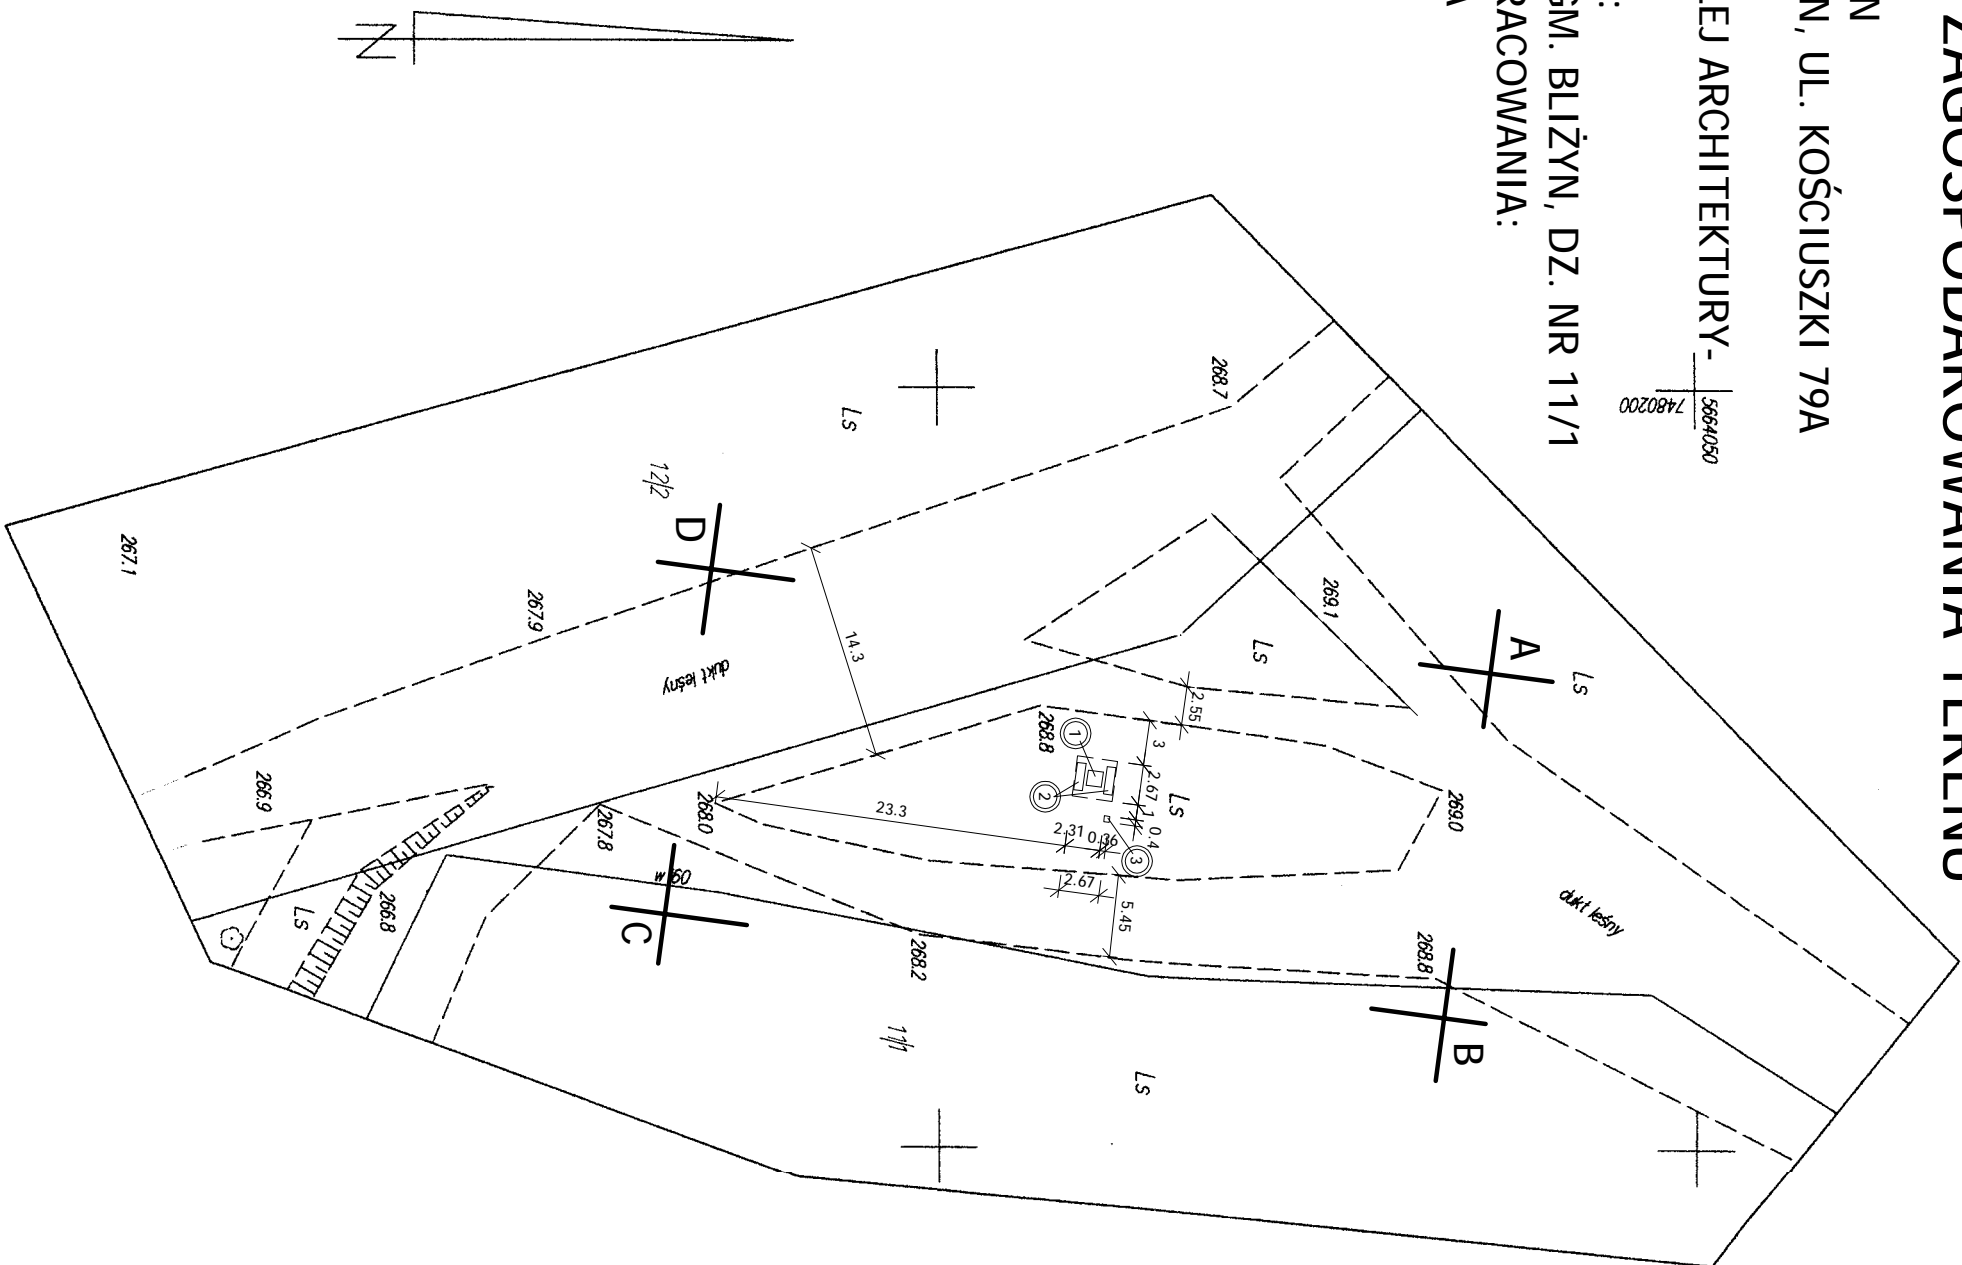 ZAGOSPODAROWANIA TERENU
N
N, UL. KOŚCIUSZKI 79A
LEJ ARCHITEKTURY-
:
GM. BLIŻYN, DZ. NR 11/1
RACOWANIA:
A
5664050
7480200
N
268.7
Ls
12/2
D
267.1
267.9
dukt leśny
14.3
269.1
Ls
A
Ls
2.55
268.8
1
3
2.67
1
0.4
Ls
2
3
269.0
23.3
2.31
0.36
2.67
5.45
268.0
267.8
266.9
266.8
Ls
C
268.2
268.8
dukt leśny
B
11/1
Ls